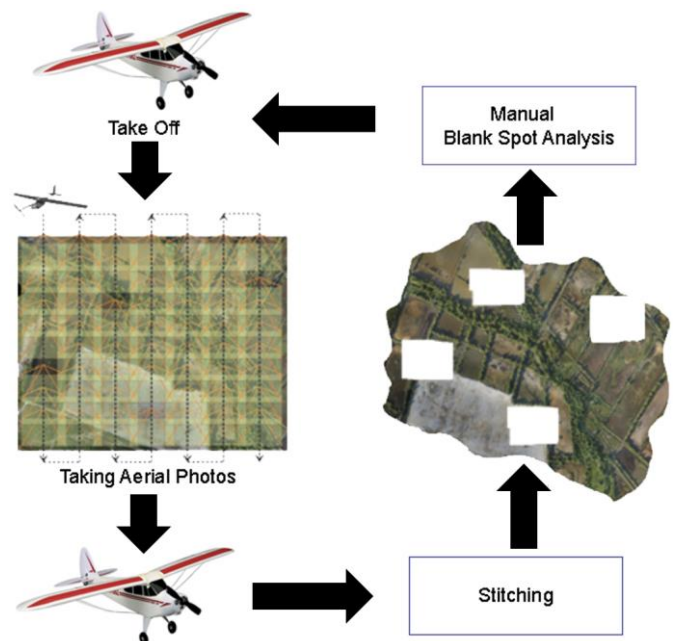 Take Off
Manual
Blank Spot Analysis
Taking Aerial Photos
Stitching